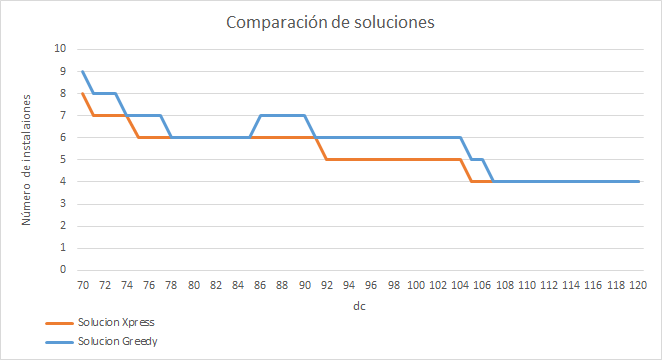 Comparación de soluciones
Número de instalaiones
10
9
8
7
6
5
4
3
2
1
0
70 72 74 76 78 80 82 84 86 88 90 92 94 96 98 100 102 104 106 108 110 112 114 116 118 120
dc
Solucion Xpress
Solucion Greedy